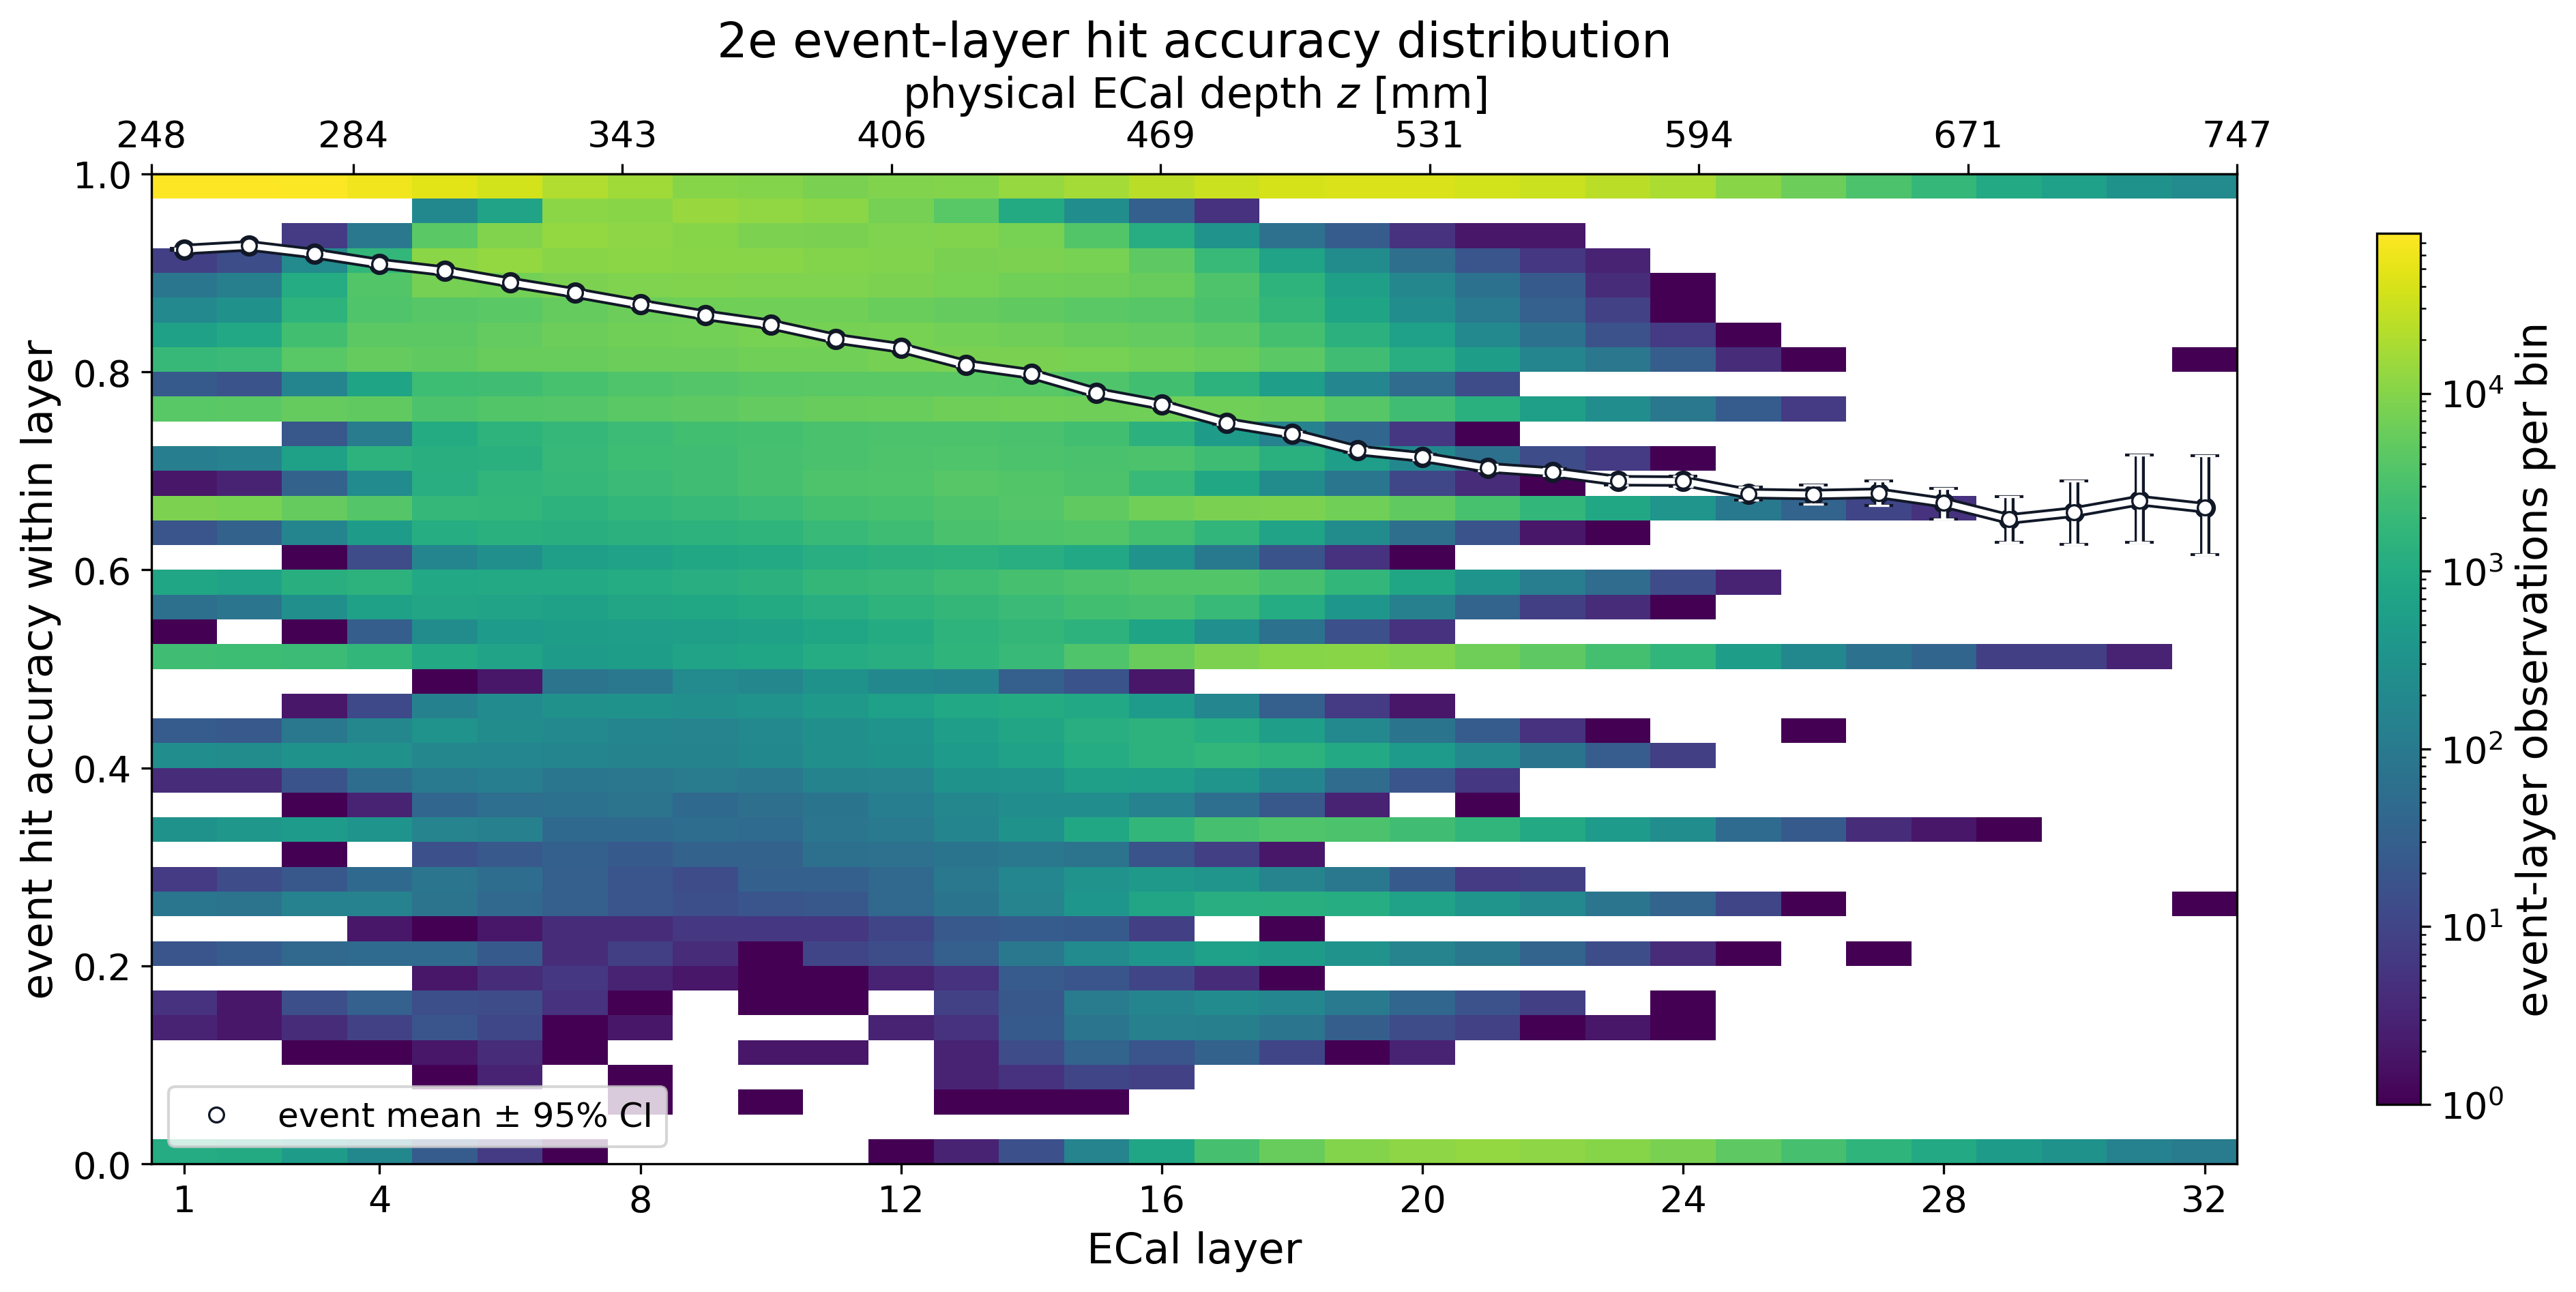 2e event-layer hit accuracy distribution
physical ECal depth z [mm]
248 284 343 406 469 531 594 671 747
1.0
0.8
0.6
0.4
0.2
0.0
event hit accuracy within layer
event mean ± 95% CI
1 4 8 12 16 20 24 28 32
ECal layer
10⁴
10³
10²
10¹
10⁰
event-layer observations per bin